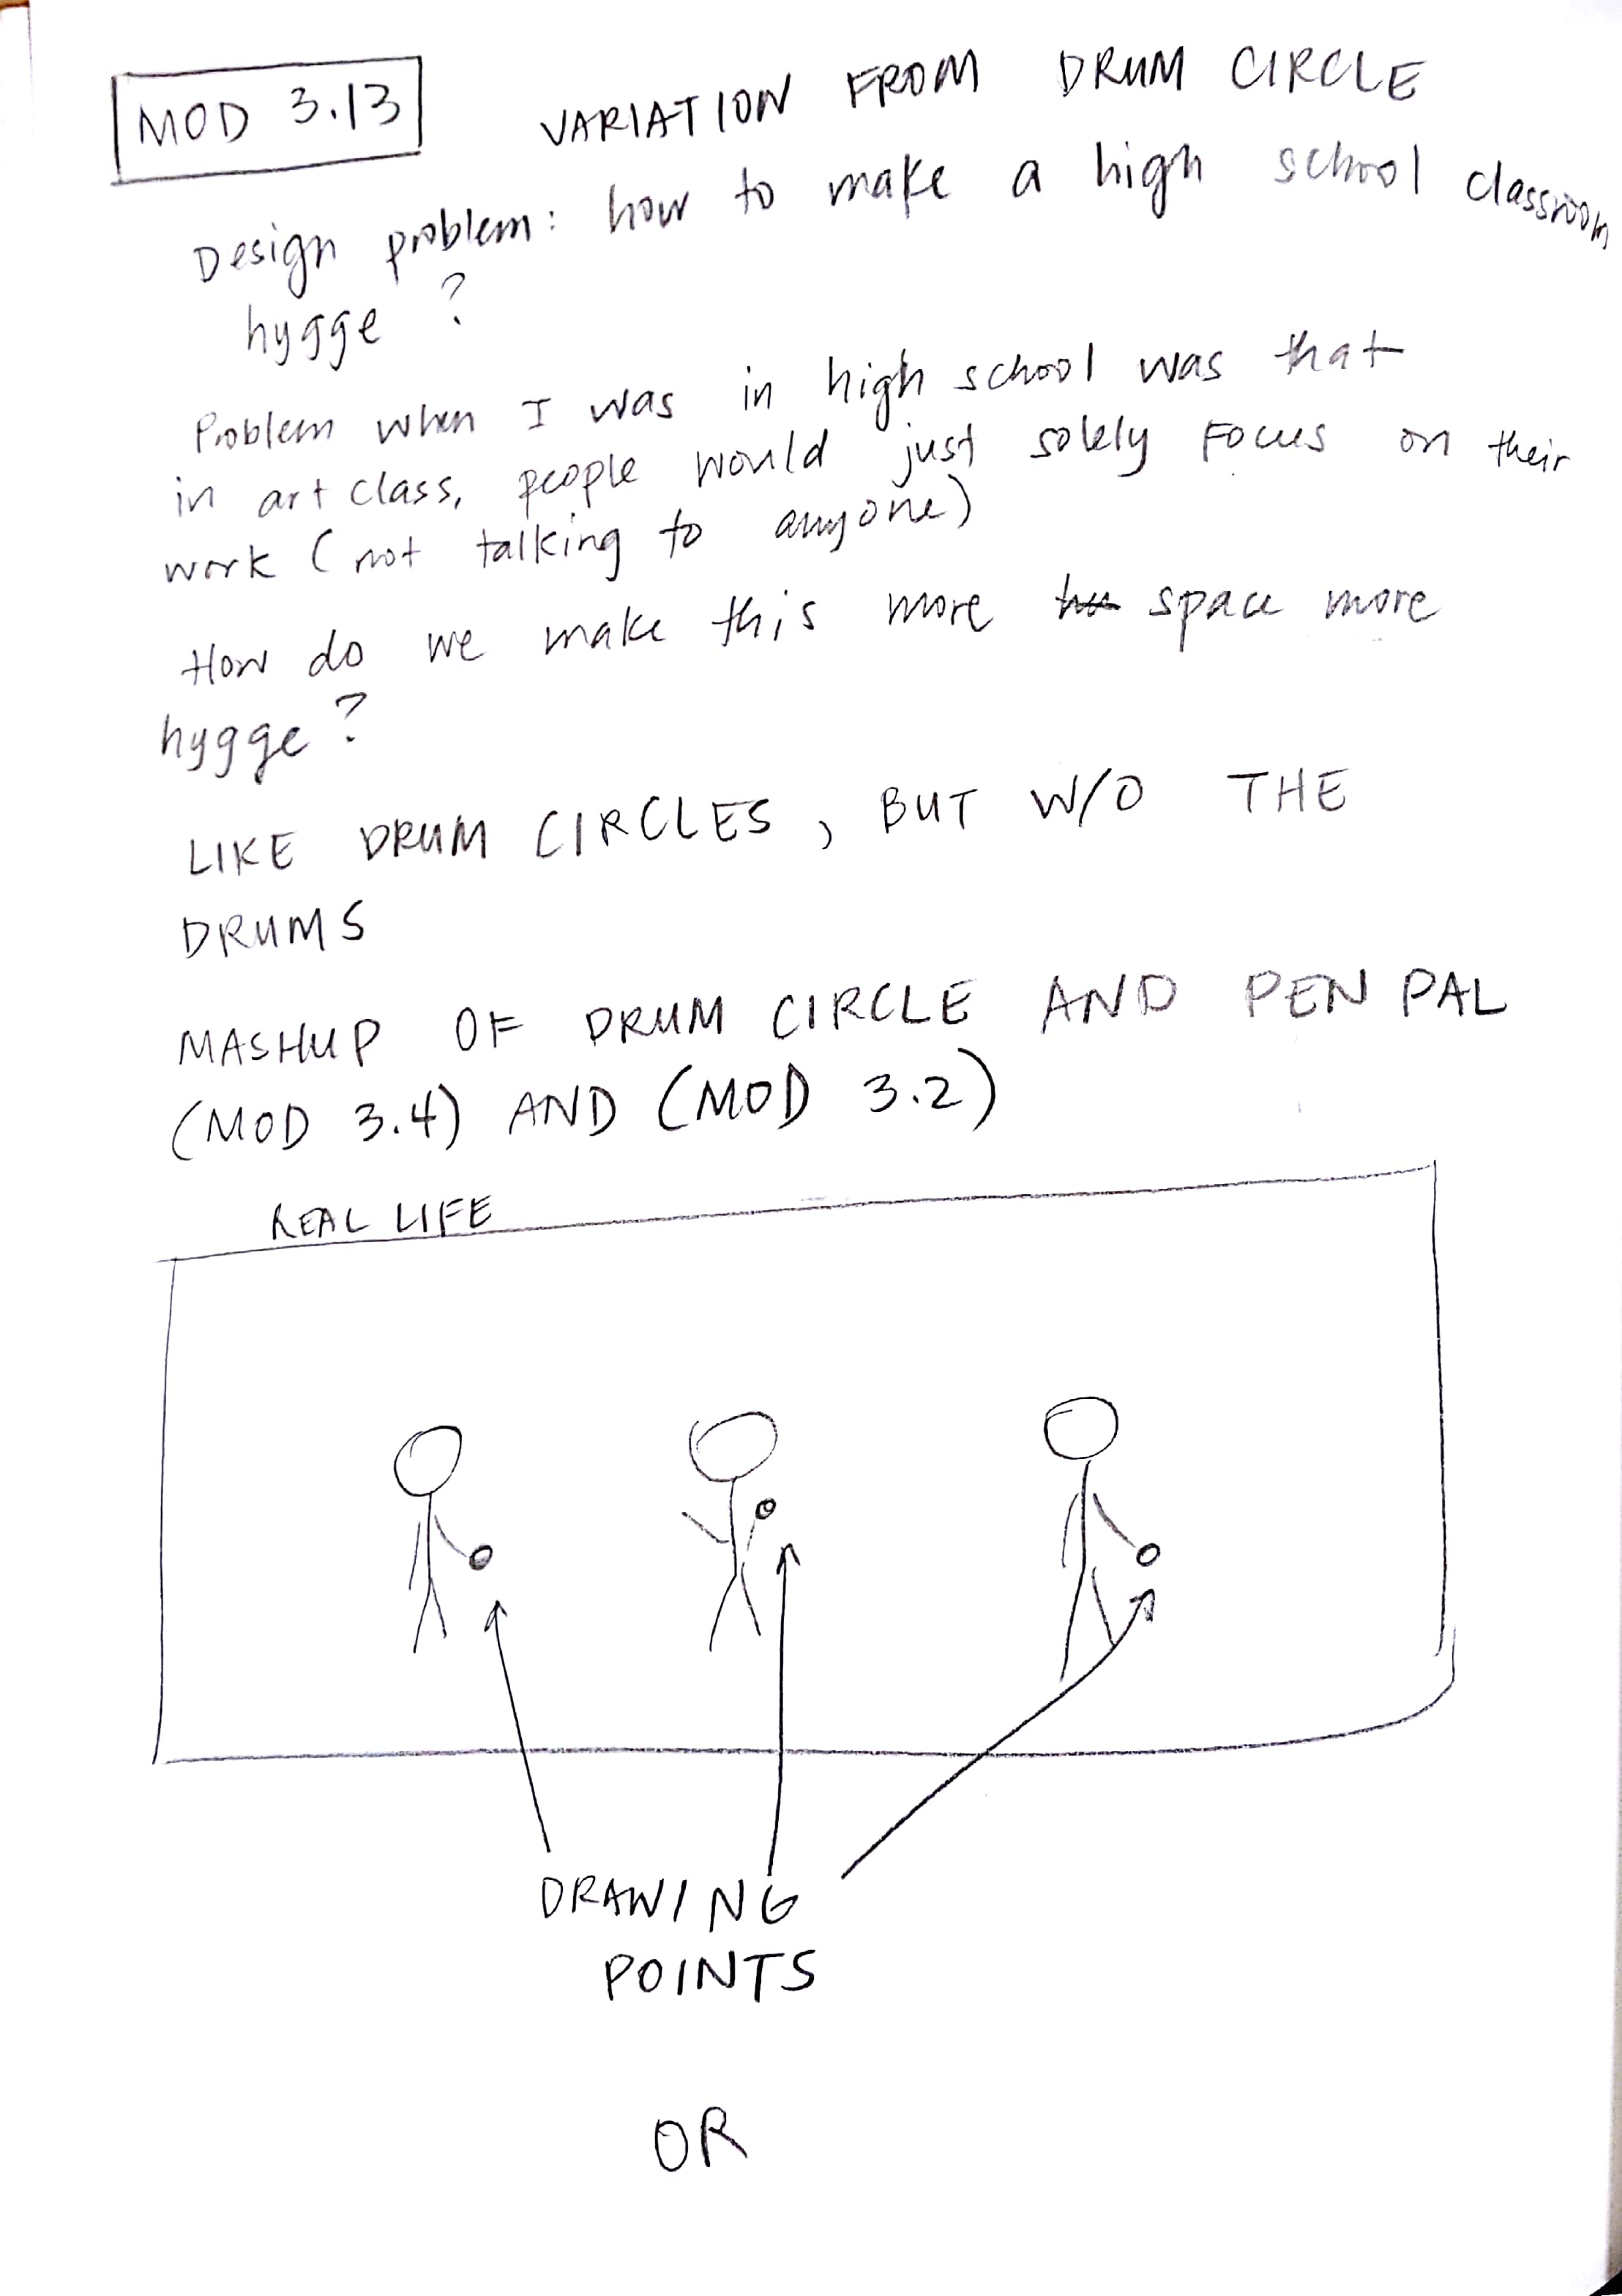 MOD 3.13
VARIATION FROM DRUM CIRCLE
Design problem: how to make a high school classroom
hygge?
Problem when I was in high school was that
in art class, people would just solely focus on their
work (not talking to anyone)
How do we make this more space more
hygge?
LIKE DRUM CIRCLES, BUT W/O THE
DRUMS
MASHUP OF DRUM CIRCLE AND PEN PAL
(MOD 3.4) AND (MOD 3.2)
REAL LIFE
DRAWING
POINTS
OR